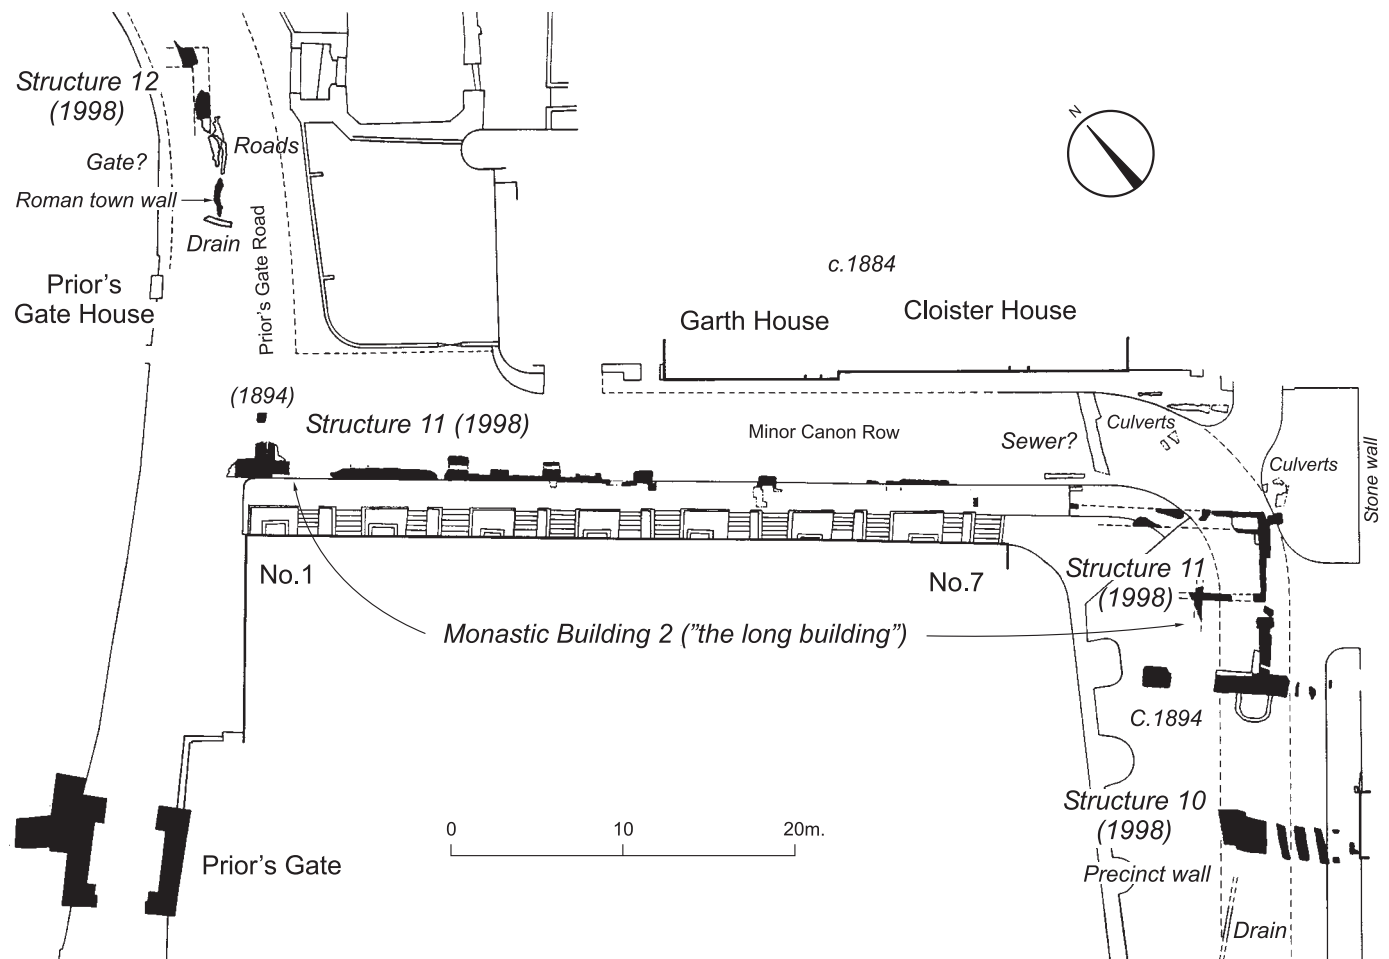 N
Structure 12
(1998)
Roads
Gate?
Roman town wall
Drain
Prior's Gate Road
Prior's
Gate House
c.1884
Garth House
Cloister House
(1894)
Structure 11 (1998)
Minor Canon Row
Sewer?
Culverts
Culverts
Stone wall
No.1
No.7
Structure 11
(1998)
Monastic Building 2 ("the long building")
C.1894
Structure 10
(1998)
0
10
20m.
Prior's Gate
Precinct wall
Drain